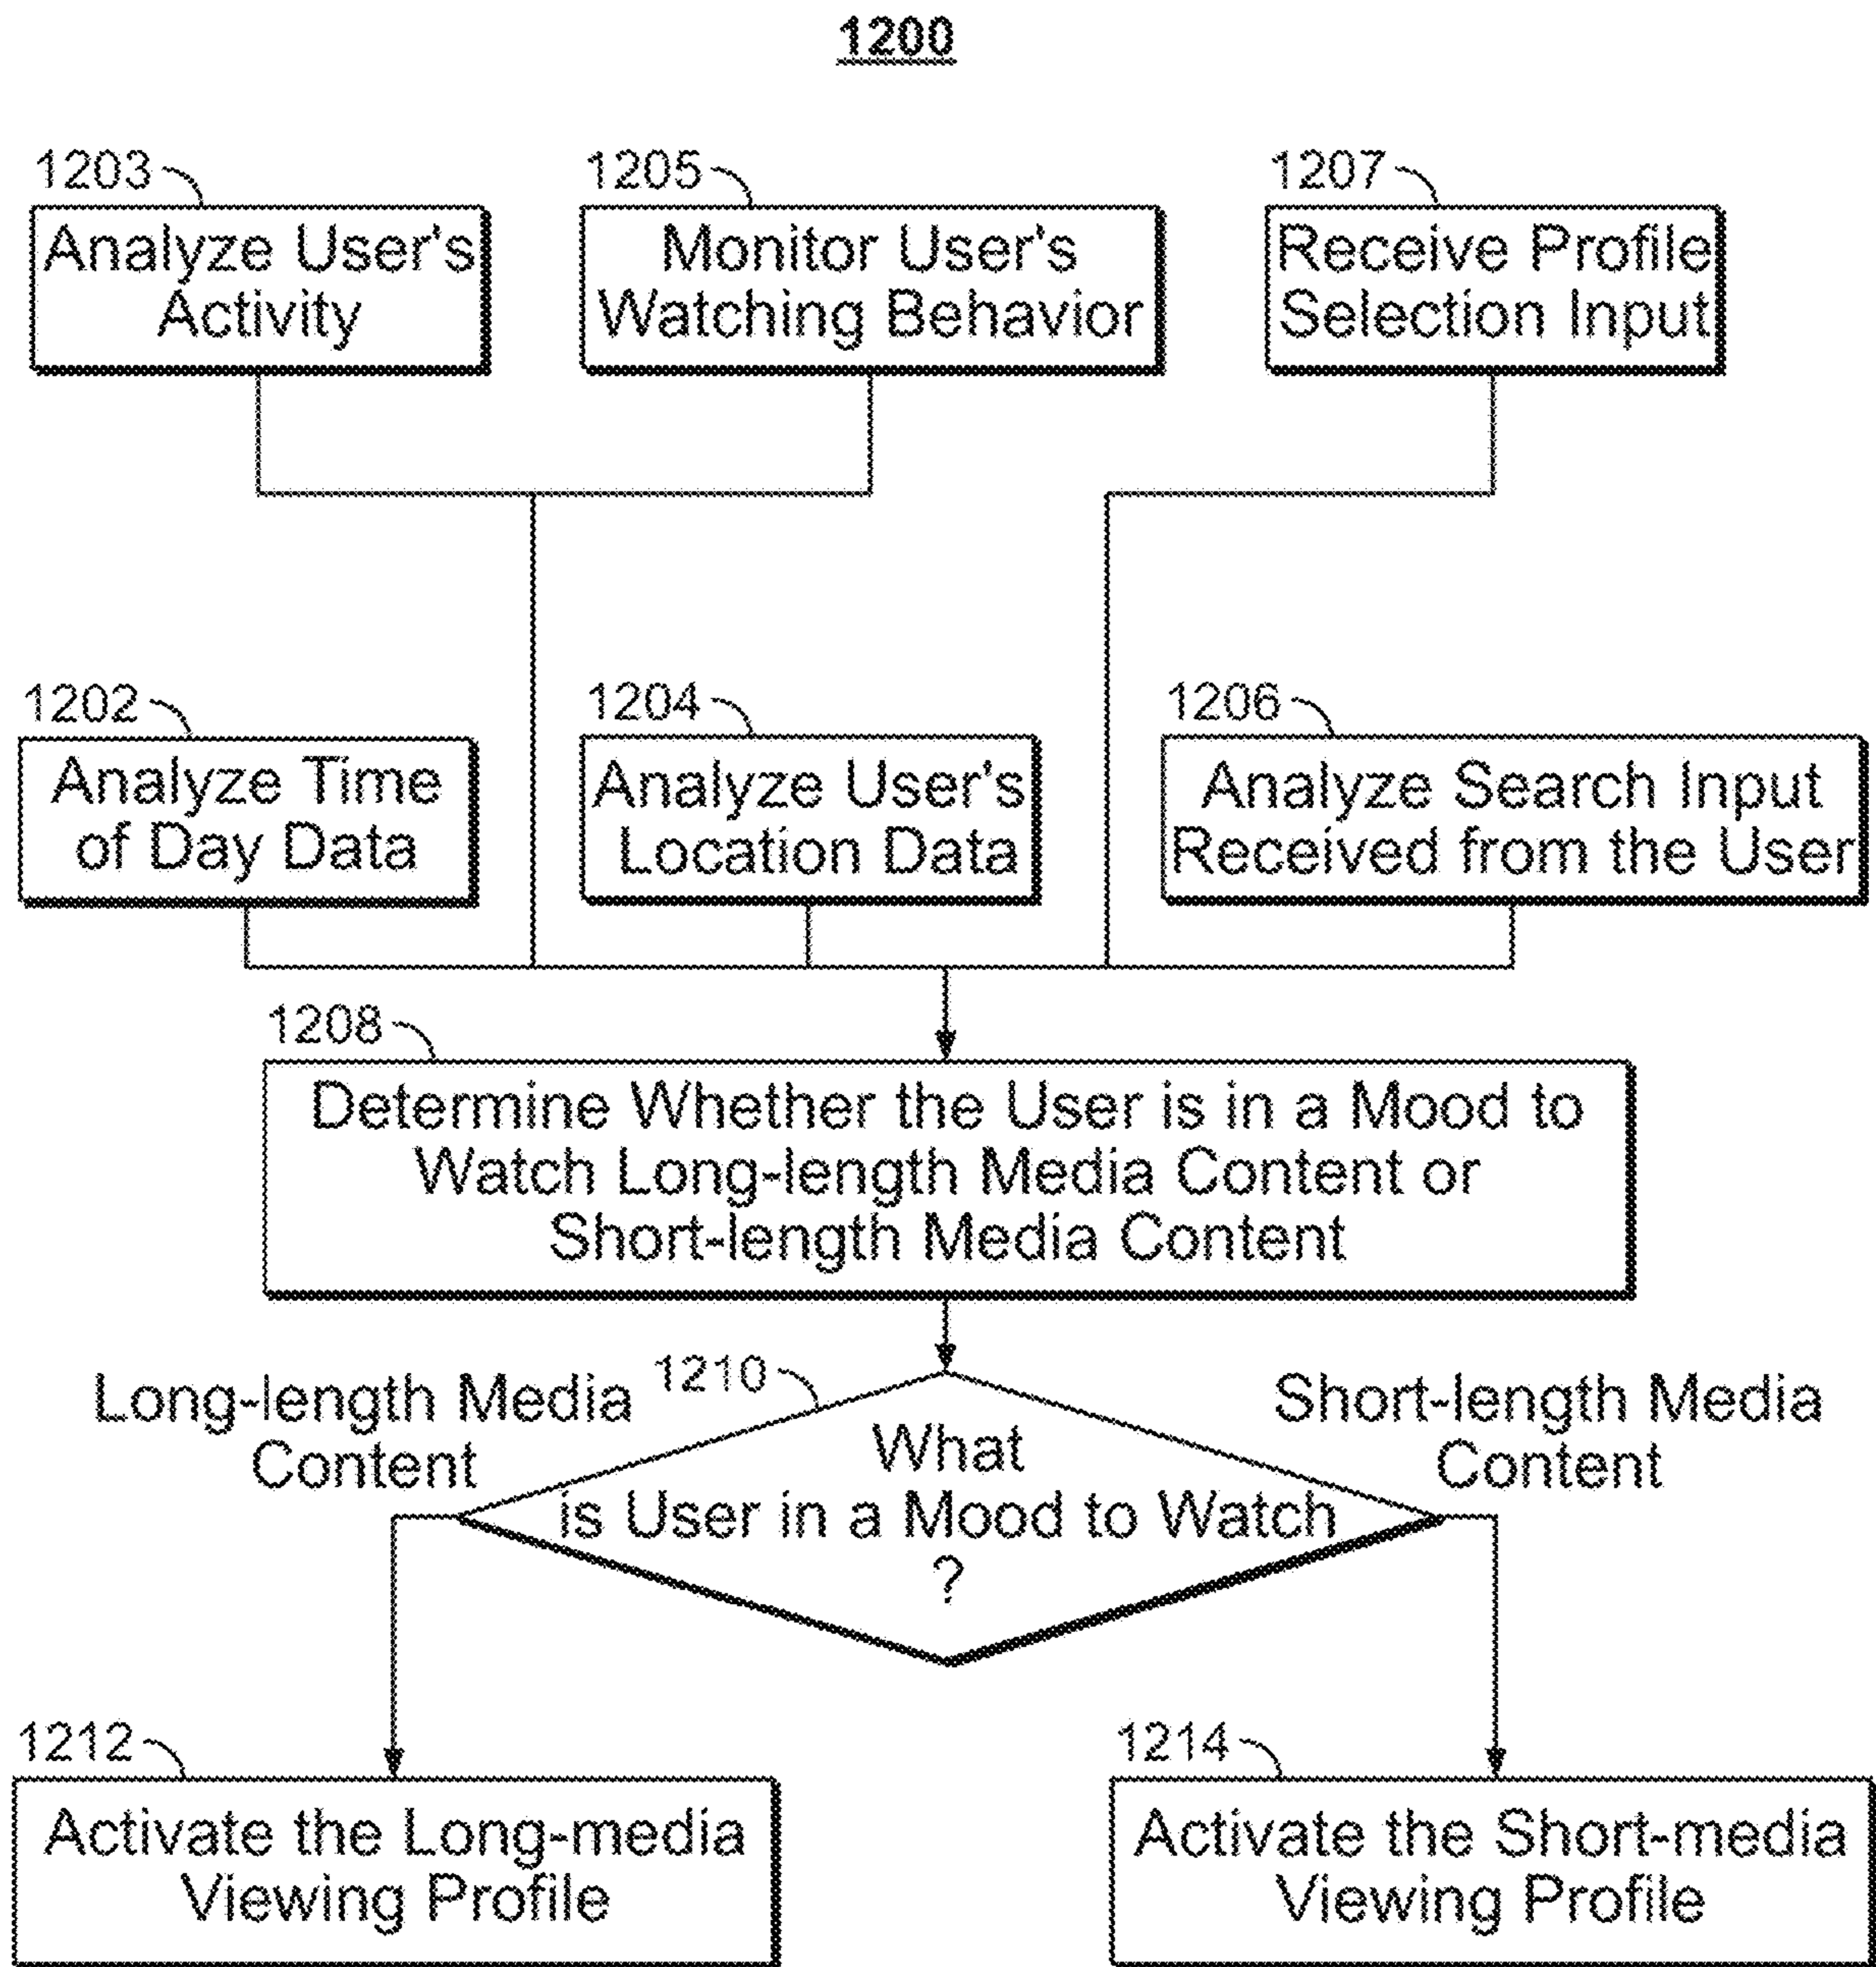 1200
1203
Analyze User's
Activity
1205
Monitor User's
Watching Behavior
1207
Receive Profile
Selection Input
1202
Analyze Time
of Day Data
1204
Analyze User's
Location Data
1206
Analyze Search Input
Received from the User
1208
Determine Whether the User is in a Mood to
Watch Long-length Media Content or
Short-length Media Content
Long-length Media
Content
1210
What
is User in a Mood to Watch
?
Short-length Media
Content
1212
Activate the Long-media
Viewing Profile
1214
Activate the Short-media
Viewing Profile